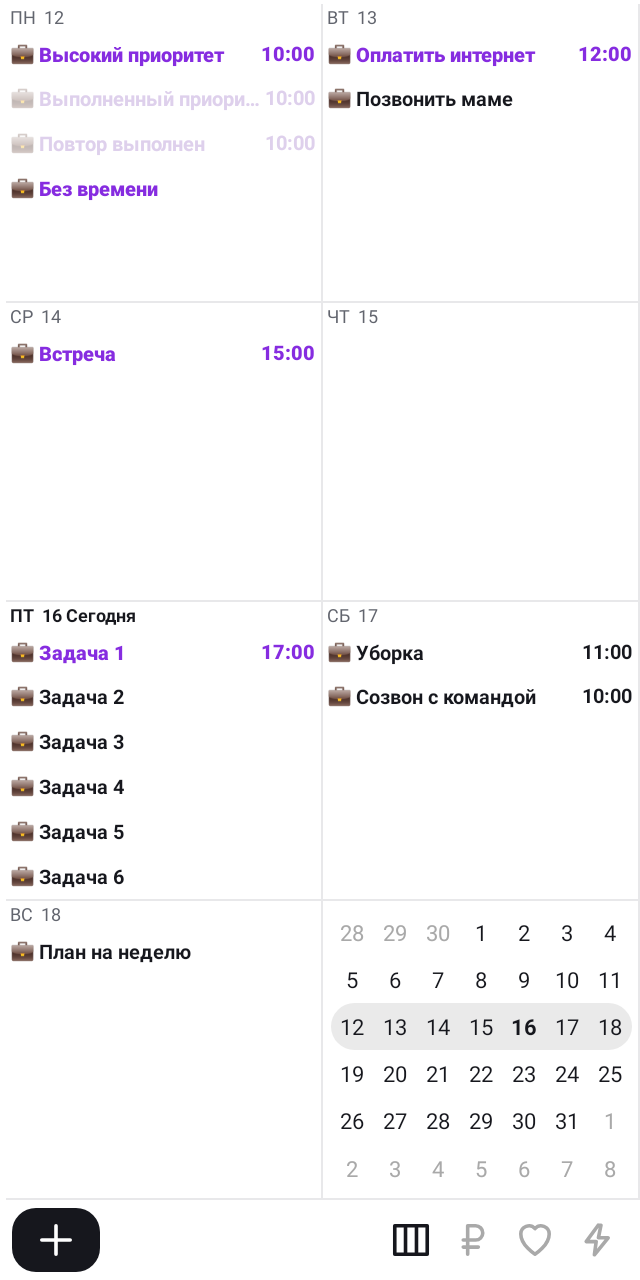 ПН 12
Высокий приоритет 10:00
Выполненный приори... 10:00
Повтор выполнен 10:00
Без времени
ВТ 13
Оплатить интернет 12:00
Позвонить маме
СР 14
Встреча 15:00
ЧТ 15
ПТ 16 Сегодня
Задача 1 17:00
Задача 2
Задача 3
Задача 4
Задача 5
Задача 6
СБ 17
Уборка 11:00
Созвон с командой 10:00
ВС 18
План на неделю
28 29 30 1 2 3 4
5 6 7 8 9 10 11
12 13 14 15 16 17 18
19 20 21 22 23 24 25
26 27 28 29 30 31 1
2 3 4 5 6 7 8
₽